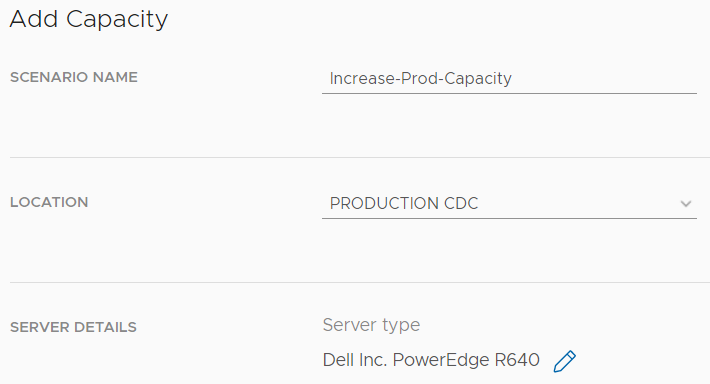 Add Capacity
SCENARIO NAME
Increase-Prod-Capacity
LOCATION
PRODUCTION CDC
SERVER DETAILS
Server type
Dell Inc. PowerEdge R640